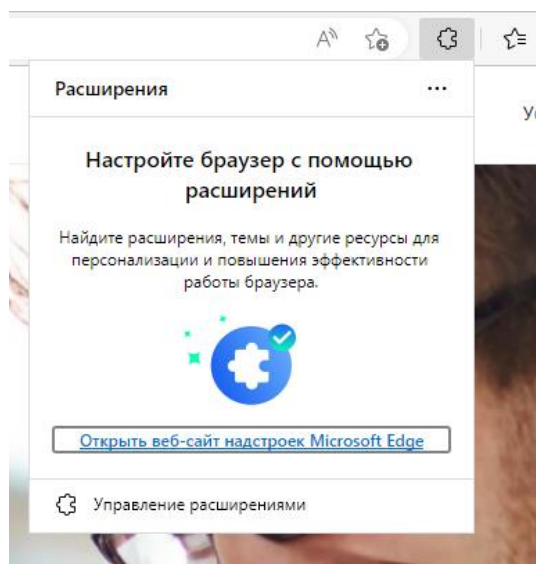 Расширения
Настройте браузер с помощью
расширений
Найдите расширения, темы и другие ресурсы для
персонализации и повышения эффективности
работы браузера.
Открыть веб-сайт надстроек Microsoft Edge
Управление расширениями